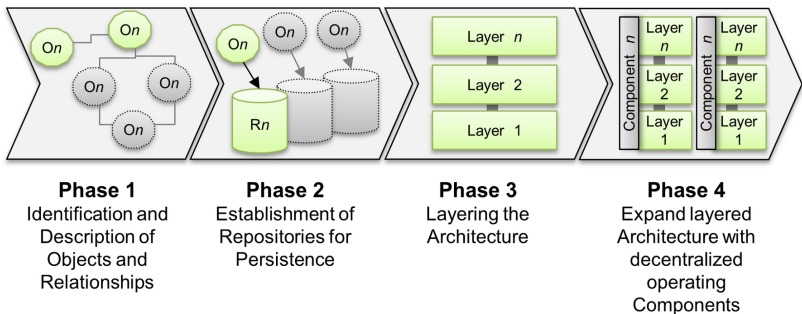 On
On
On
On
On
On
On
On
Rn
Layer n
Layer 2
Layer 1
Component n
Layer
n
Layer
2
Layer
1
Component n
Layer
n
Layer
2
Layer
1
Phase 1
Identification and
Description of
Objects and
Relationships
Phase 2
Establishment of
Repositories for
Persistence
Phase 3
Layering the
Architecture
Phase 4
Expand layered
Architecture with
decentralized
operating
Components